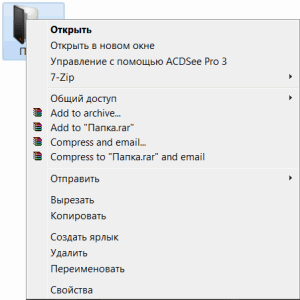 П
Открыть
Открыть в новом окне
Управление с помощью ACDSee Pro 3
7-Zip
Общий доступ
Add to archive...
Add to "Папка.rar"
Compress and email...
Compress to "Папка.rar" and email
Отправить
Вырезать
Копировать
Создать ярлык
Удалить
Переименовать
Свойства